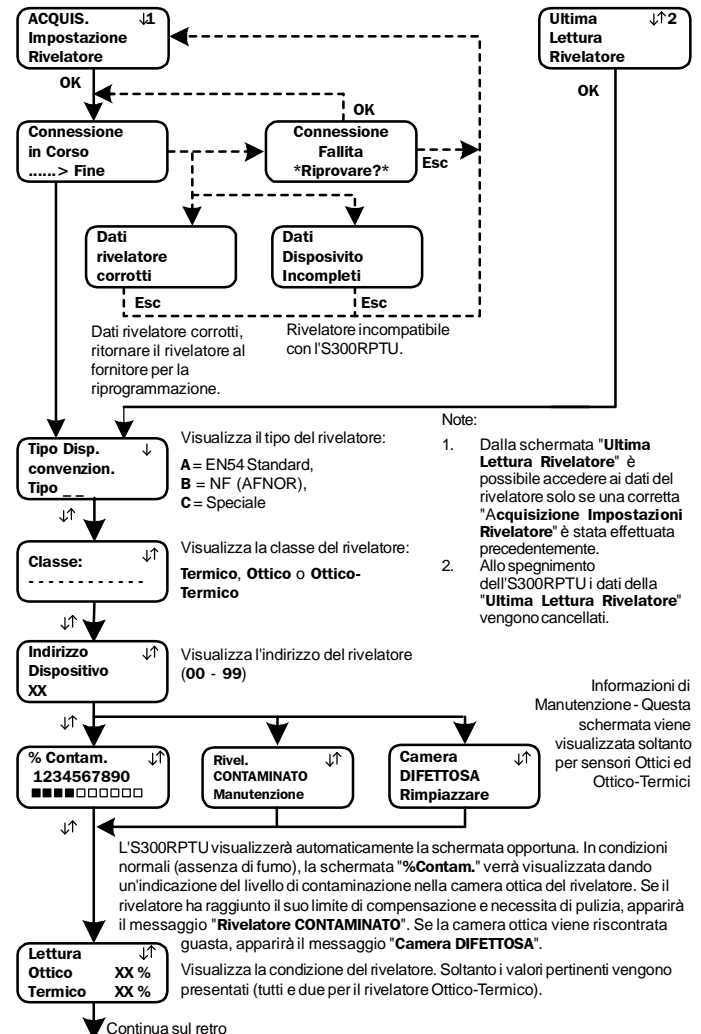 ACQUIS. ↓1
Impostazione
Rivelatore
Ultima ↓↑2
Lettura
Rivelatore
OK
OK
OK
Connessione
in Corso
......> Fine
Connessione
Fallita
*Riprovare?*
Esc
Dati
rivelatore
corrotti
Dati
Disposivito
Incompleti
Esc
Esc
Dati rivelatore corrotti,
ritornare il rivelatore al
fornitore per la
riprogrammazione.
Rivelatore incompatibile
con l'S300RPTU.
Note:
1. Dalla schermata "Ultima
Lettura Rivelatore" è
possibile accedere ai dati del
rivelatore solo se una corretta
"Acquisizione Impostazioni
Rivelatore" è stata effettuata
precedentemente.
2. Allo spegnimento
dell'S300RPTU i dati della
"Ultima Lettura Rivelatore"
vengono cancellati.
Tipo Disp. ↓
convenzion.
Tipo _ _
Visualizza il tipo del rivelatore:
A = EN54 Standard,
B = NF (AFNOR),
C = Speciale
↓↑
Classe: ↓↑
- - - - - - - - - - - -
Visualizza la classe del rivelatore:
Termico, Ottico o Ottico-
Termico
↓↑
Indirizzo ↓↑
Dispositivo
XX
Visualizza l'indirizzo del rivelatore
(00 - 99)
↓↑
Informazioni di
Manutenzione - Questa
schermata viene
visualizzata soltanto
per sensori Ottici ed
Ottico-Termici
% Contam. ↓↑
1234567890
■■■■□□□□□□
Rivel. ↓↑
CONTAMINATO
Manutenzione
Camera ↓↑
DIFETTOSA
Rimpiazzare
↓↑
L'S300RPTU visualizzerà automaticamente la schermata opportuna. In condizioni
normali (assenza di fumo), la schermata "%Contam." verrà visualizzata dando
un'indicazione del livello di contaminazione nella camera ottica del rivelatore. Se il
rivelatore ha raggiunto il suo limite di compensazione e necessita di pulizia, apparirà
il messaggio "Rivelatore CONTAMINATO". Se la camera ottica viene riscontrata
guasta, apparirà il messaggio "Camera DIFETTOSA".
Lettura ↓↑
Ottico XX %
Termico XX %
Visualizza la condizione del rivelatore. Soltanto i valori pertinenti vengono
presentati (tutti e due per il rivelatore Ottico-Termico).
Continua sul retro